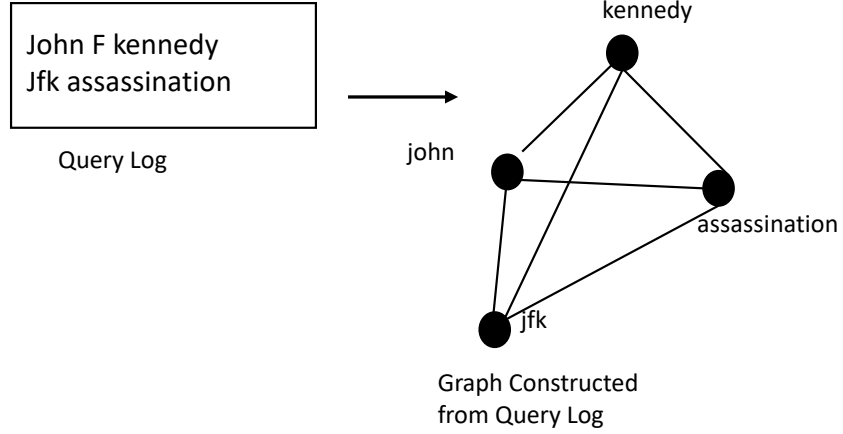 John F kennedy
Jfk assassination
Query Log
kennedy
john
assassination
jfk
Graph Constructed
from Query Log